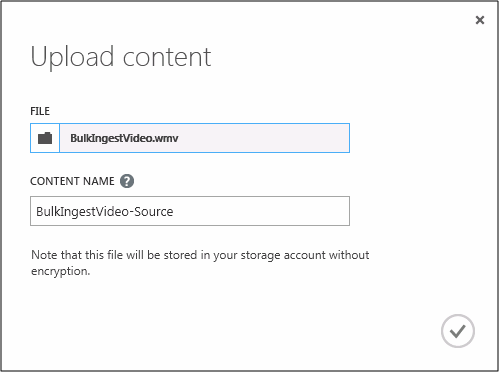 Upload content
FILE
BulkIngestVideo.wmv
CONTENT NAME ?
BulkIngestVideo-Source
Note that this file will be stored in your storage account without
encryption.